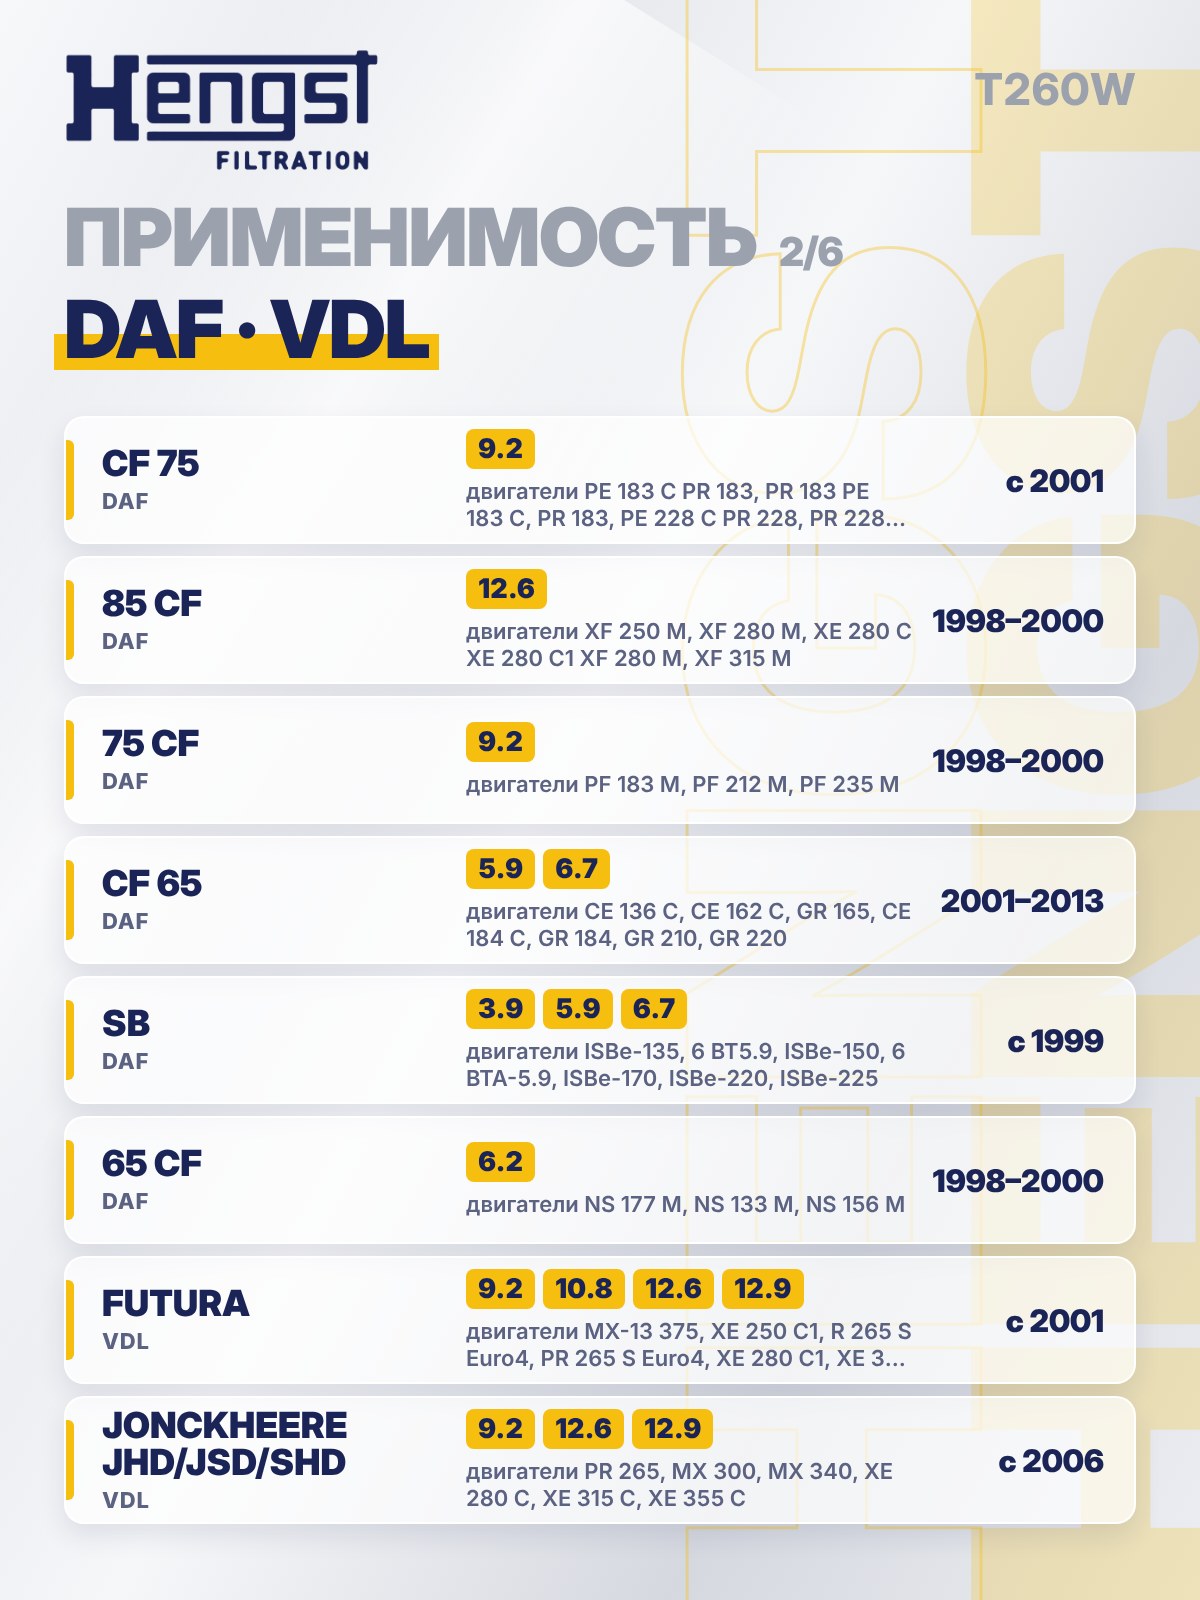 Hengst
FILTRATION
T260W
ПРИМЕНИМОСТЬ 2/6
DAF · VDL
CF 75
DAF
9.2
двигатели PE 183 C PR 183, PR 183 PE
183 C, PR 183, PE 228 C PR 228, PR 228...
с 2001
85 CF
DAF
12.6
двигатели XF 250 M, XF 280 M, XE 280 C
XE 280 C1 XF 280 M, XF 315 M
1998–2000
75 CF
DAF
9.2
двигатели PF 183 M, PF 212 M, PF 235 M
1998–2000
CF 65
DAF
5.9 6.7
двигатели CE 136 C, CE 162 C, GR 165, CE
184 C, GR 184, GR 210, GR 220
2001–2013
SB
DAF
3.9 5.9 6.7
двигатели ISBe-135, 6 BT5.9, ISBe-150, 6
BTA-5.9, ISBe-170, ISBe-220, ISBe-225
с 1999
65 CF
DAF
6.2
двигатели NS 177 M, NS 133 M, NS 156 M
1998–2000
FUTURA
VDL
9.2 10.8 12.6 12.9
двигатели MX-13 375, XE 250 C1, R 265 S
Euro4, PR 265 S Euro4, XE 280 C1, XE 3...
с 2001
JONCKHEERE
JHD/JSD/SHD
VDL
9.2 12.6 12.9
двигатели PR 265, MX 300, MX 340, XE
280 C, XE 315 C, XE 355 C
с 2006
HENGST
HENGST